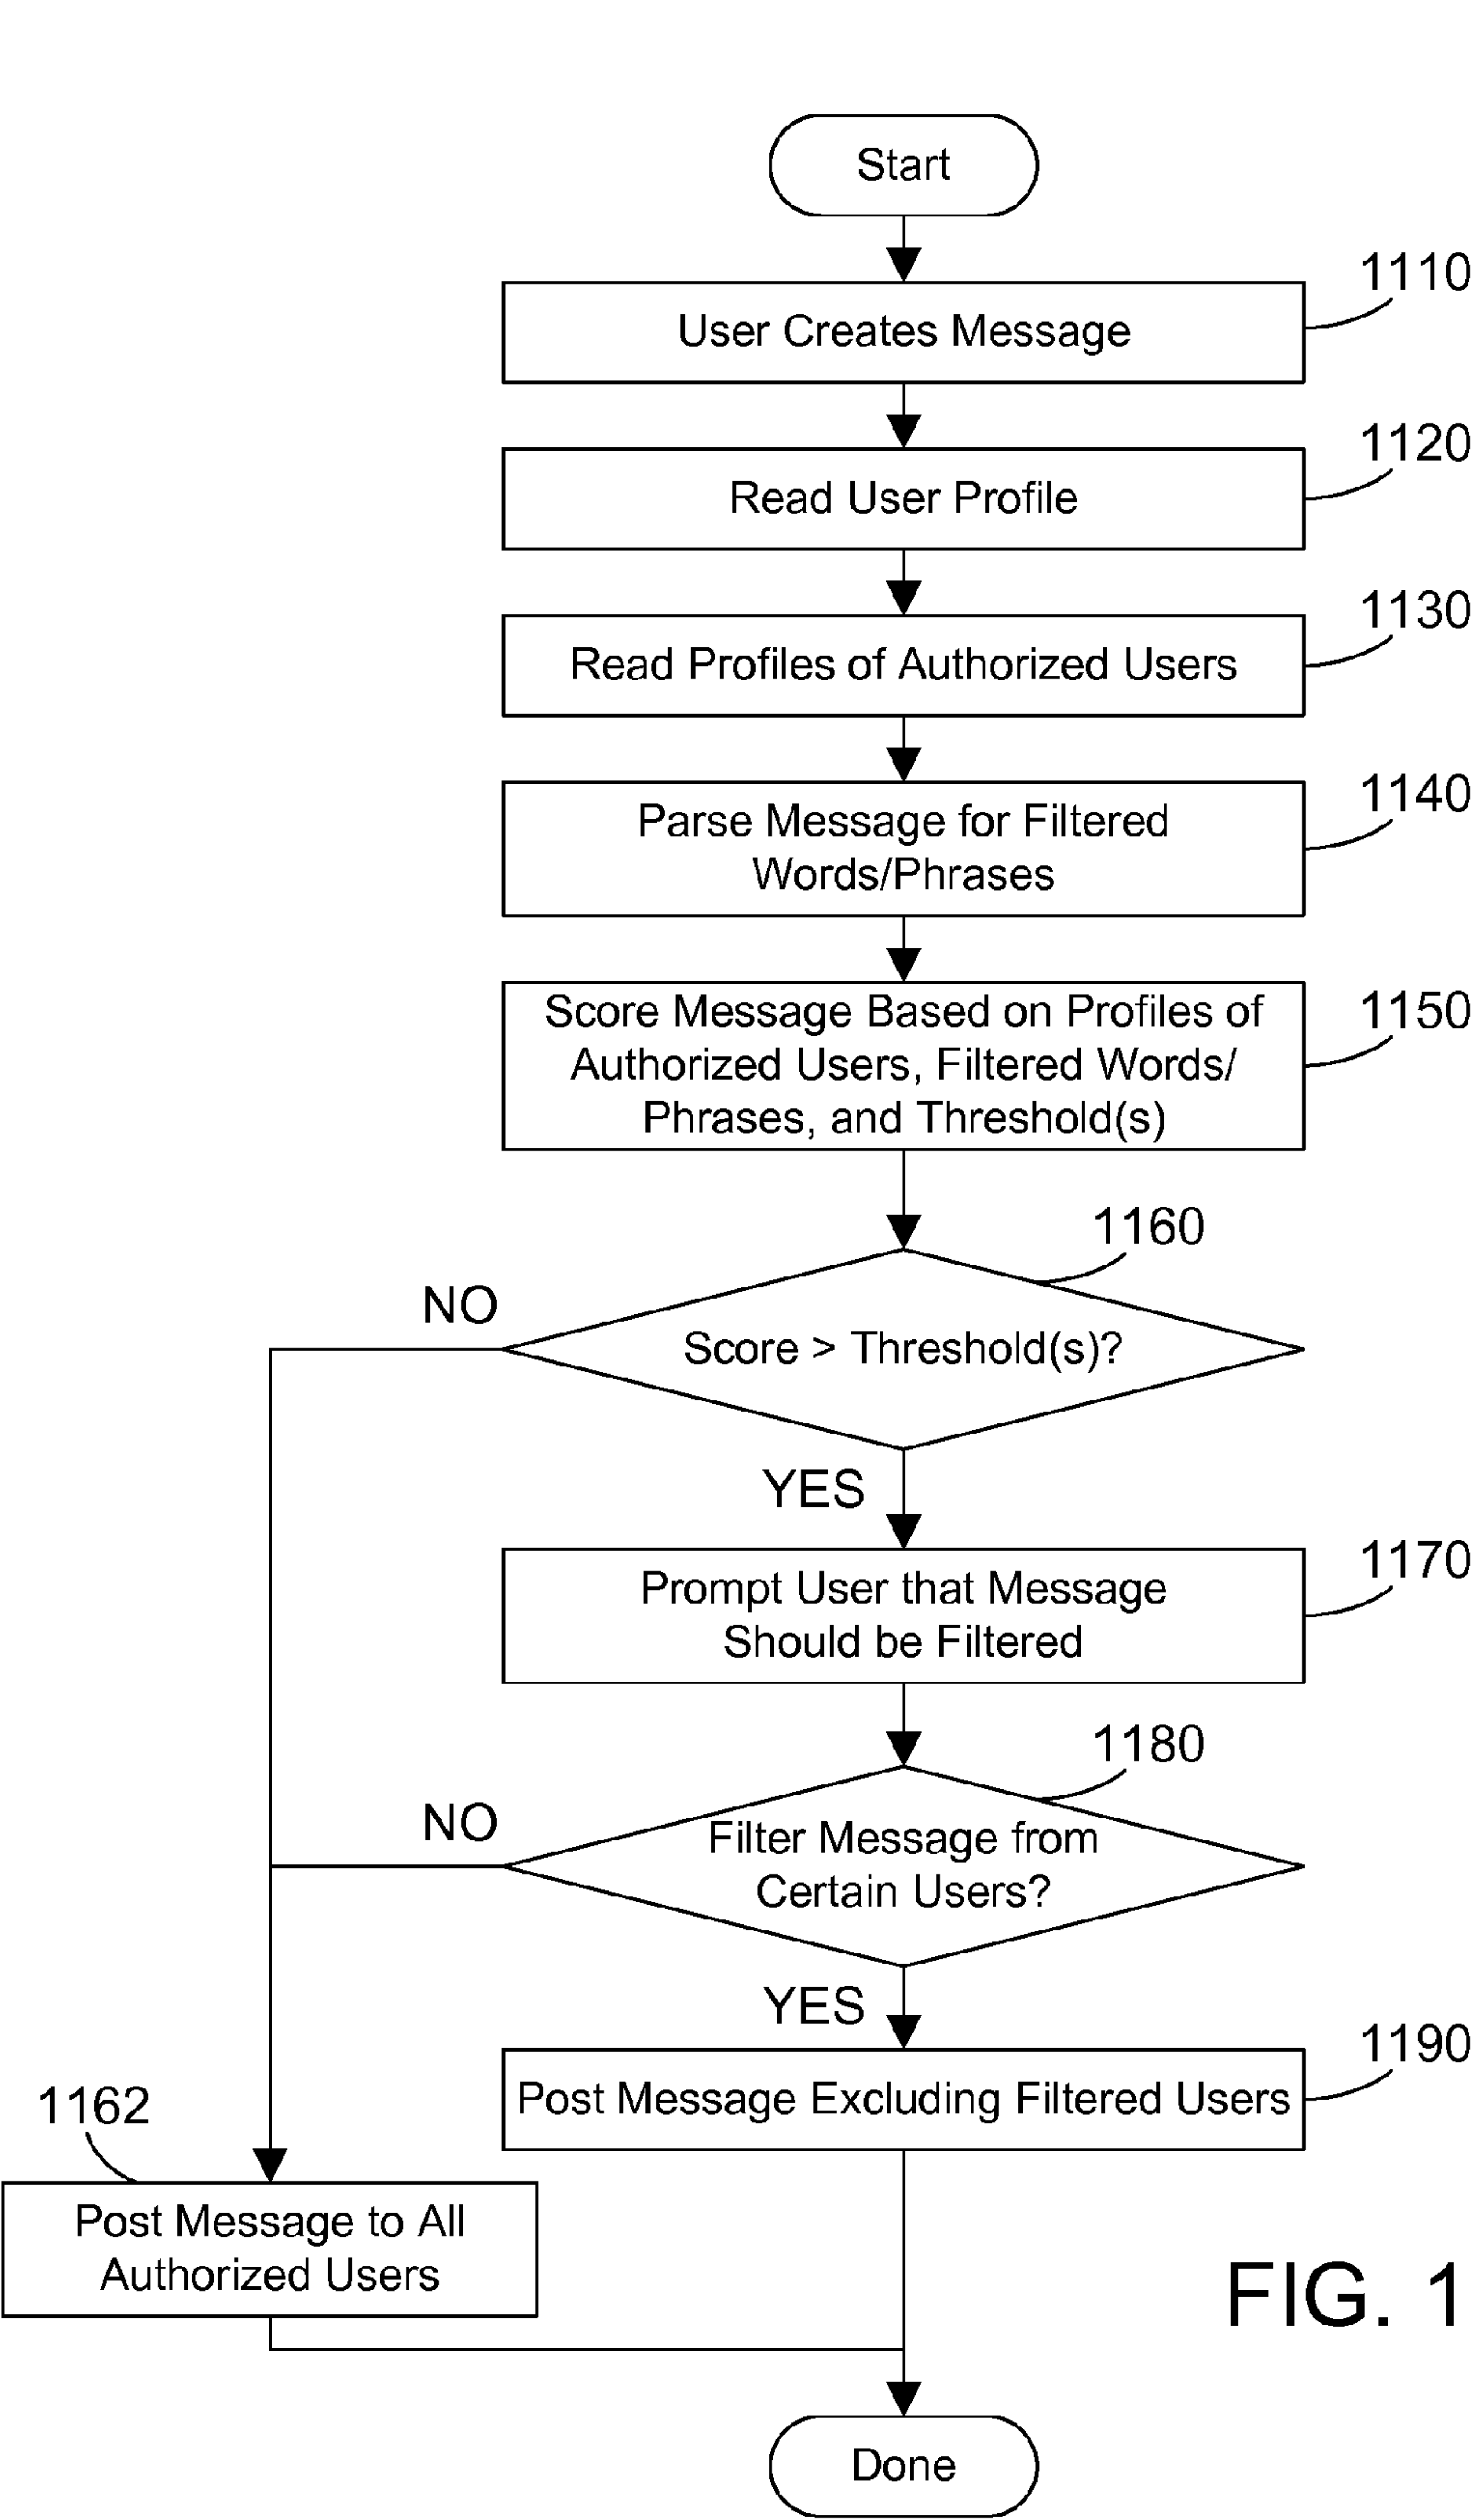 Start
1110
User Creates Message
1120
Read User Profile
1130
Read Profiles of Authorized Users
1140
Parse Message for Filtered
Words/Phrases
1150
Score Message Based on Profiles of
Authorized Users, Filtered Words/
Phrases, and Threshold(s)
1160
NO
Score > Threshold(s)?
YES
1170
Prompt User that Message
Should be Filtered
1180
NO
Filter Message from
Certain Users?
YES
1190
Post Message Excluding Filtered Users
1162
Post Message to All
Authorized Users
FIG. 1
Done